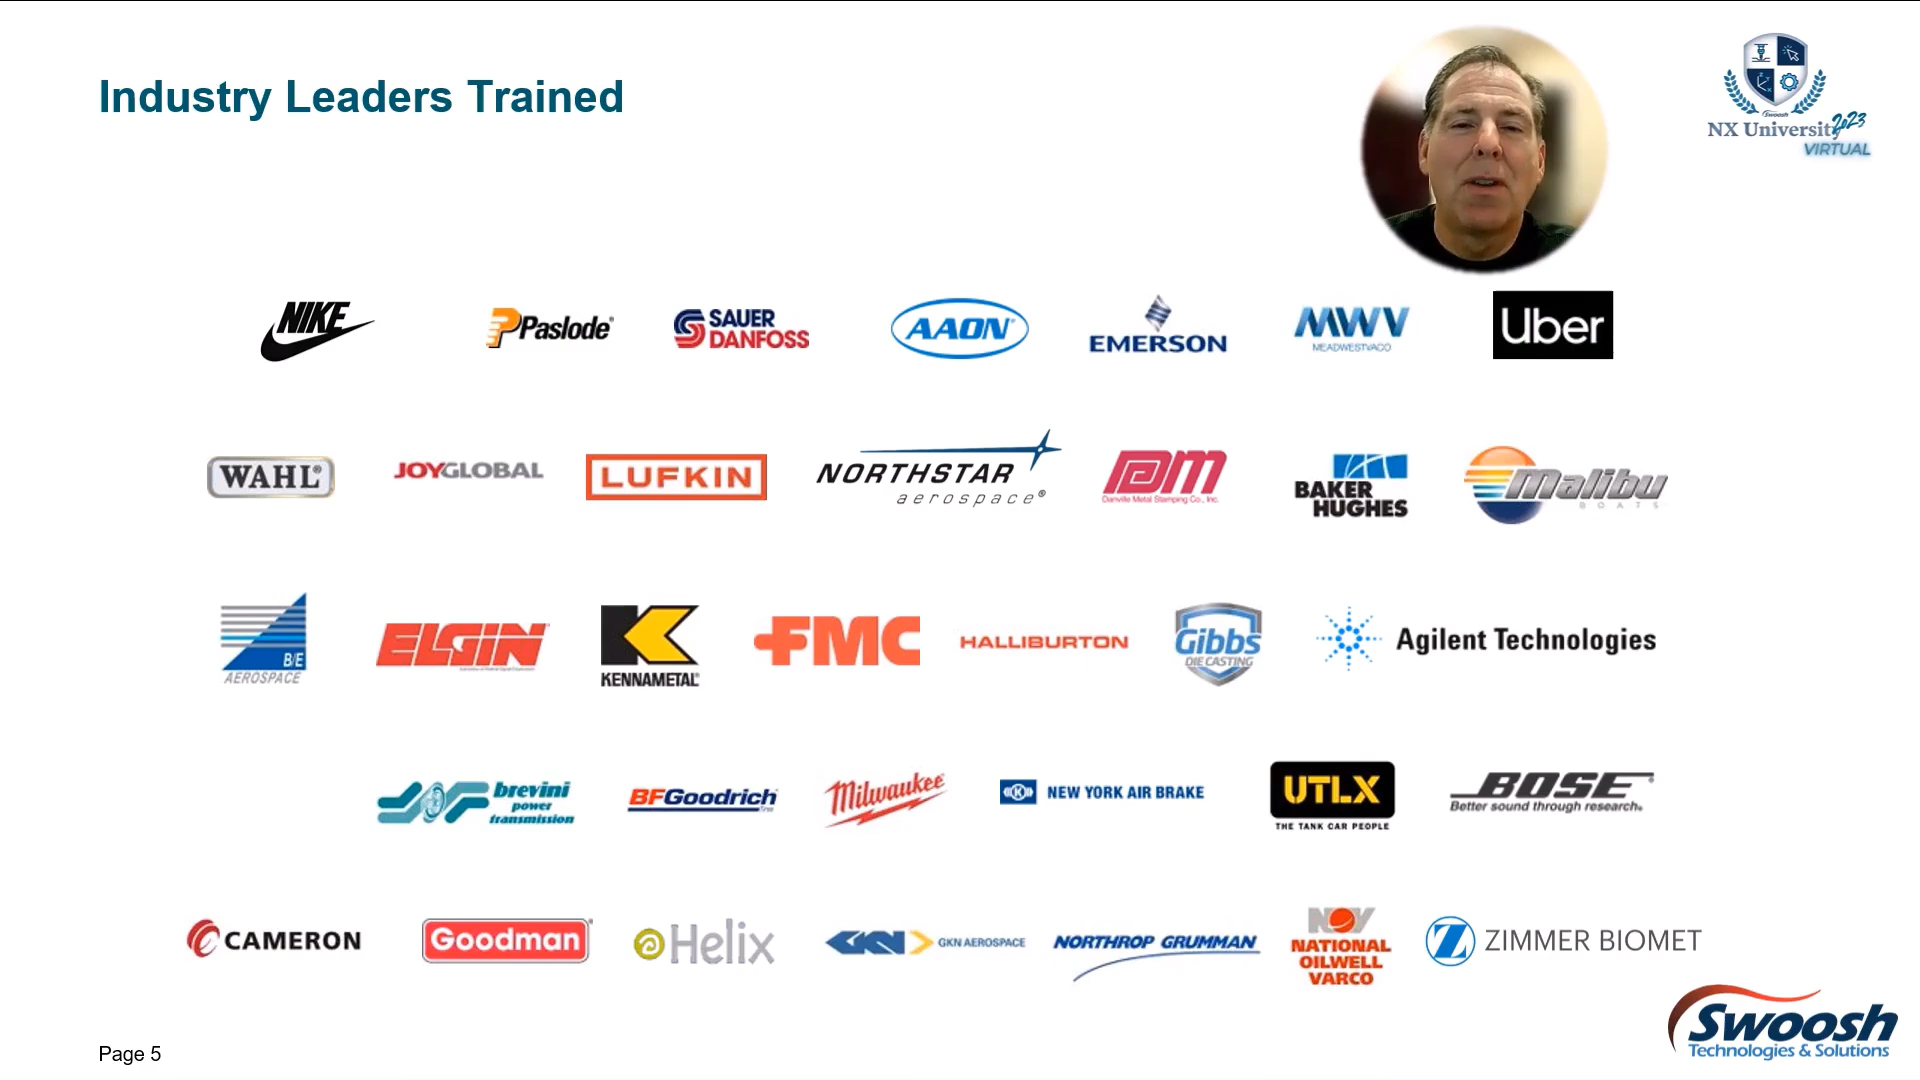 Industry Leaders Trained
Swoosh
NX University
2023
VIRTUAL
NIKE
Paslode®
SAUER
DANFOSS
AAON®
EMERSON
MWV
MEADWESTVACO
Uber
WAHL®
JOYGLOBAL
LUFKIN
NORTHSTAR
aerospace®
DM
Danville Metal Stamping Co., Inc.
BAKER
HUGHES
Malibu
BOATS
B/E
AEROSPACE
ELGIN
K
KENNAMETAL®
FMC
HALLIBURTON
Gibbs
DIE CASTING
Agilent Technologies
brevini
power
transmission
BFGoodrich
Tires
Milwaukee®
K
NEW YORK AIR BRAKE
UTLX
THE TANK CAR PEOPLE
BOSE®
Better sound through research®
CAMERON
Goodman®
Helix
GKN
GKN AEROSPACE
NORTHROP GRUMMAN
NOV
NATIONAL
OILWELL
VARCO
Z
ZIMMER BIOMET
Page 5
Swoosh
Technologies & Solutions